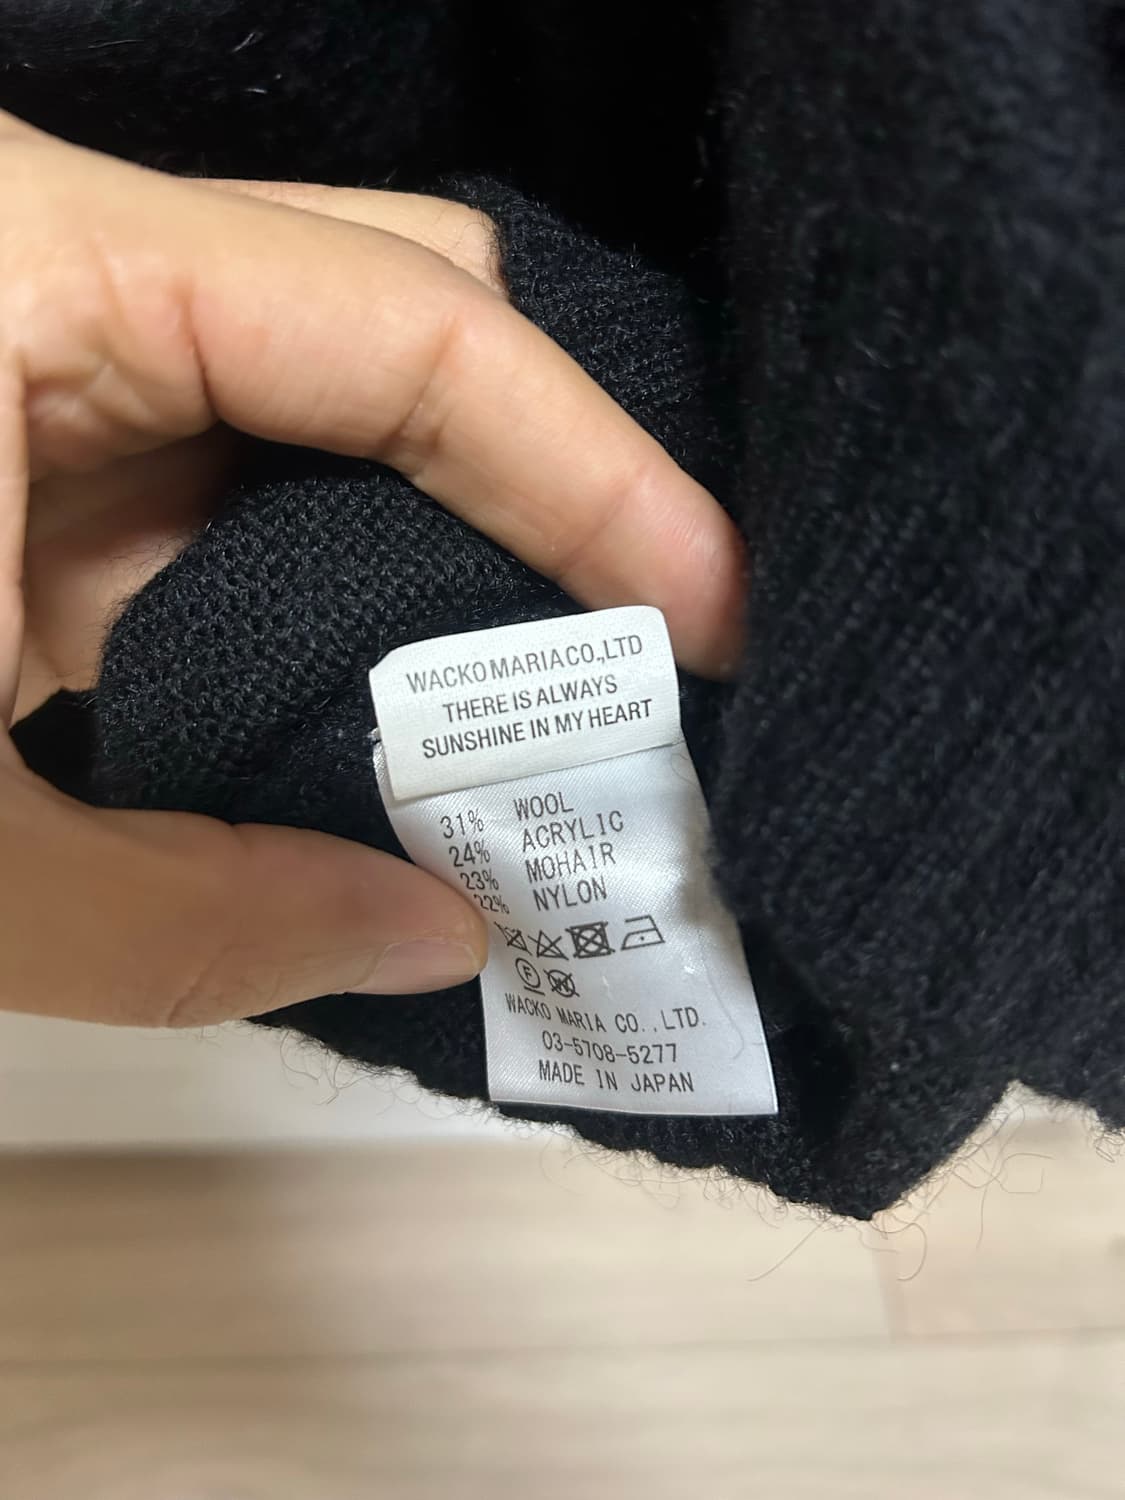 WACKO MARIA CO.,LTD
THERE IS ALWAYS
SUNSHINE IN MY HEART
31% WOOL
24% ACRYLIC
23% MOHAIR
22% NYLON
F
W
WACKO MARIA CO.,LTD.
03-5708-5277
MADE IN JAPAN